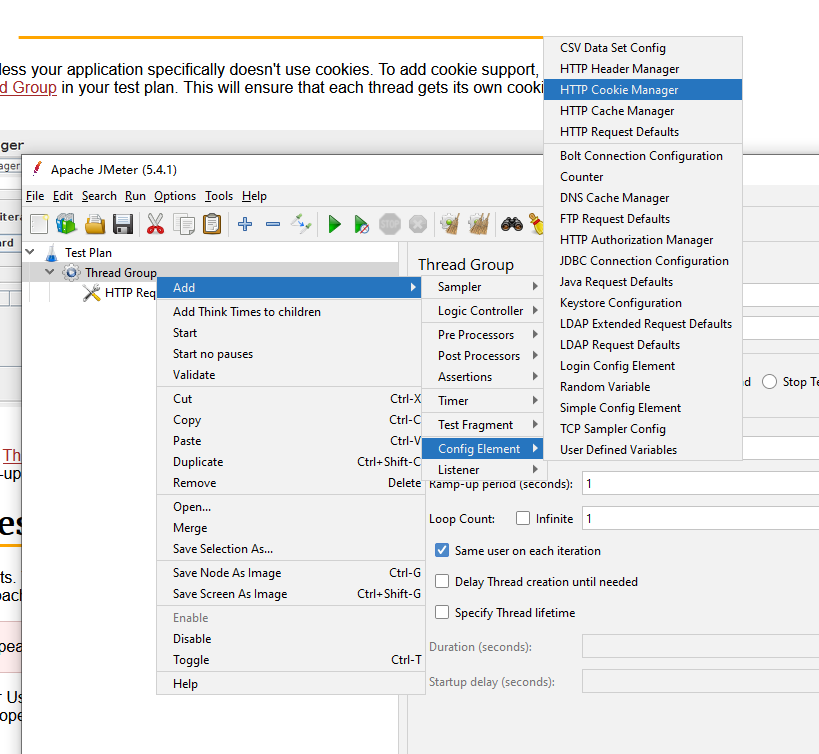 less your application specifically doesn't use cookies. To add cookie support,
d Group in your test plan. This will ensure that each thread gets its own cooki
ger
Apache JMeter (5.4.1)
File Edit Search Run Options Tools Help
Test Plan
Thread Group
HTTP Req
Add
Add Think Times to children
Start
Start no pauses
Validate
Cut Ctrl-X
Copy Ctrl-C
Paste Ctrl-V
Duplicate Ctrl+Shift-C
Remove Delete
Open...
Merge
Save Selection As...
Save Node As Image Ctrl-G
Save Screen As Image Ctrl+Shift-G
Enable
Disable
Toggle Ctrl-T
Help
Thread Group
Sampler
Logic Controller
Pre Processors
Post Processors
Assertions
Timer
Test Fragment
Config Element
Listener
CSV Data Set Config
HTTP Header Manager
HTTP Cookie Manager
HTTP Cache Manager
HTTP Request Defaults
Bolt Connection Configuration
Counter
DNS Cache Manager
FTP Request Defaults
HTTP Authorization Manager
JDBC Connection Configuration
Java Request Defaults
Keystore Configuration
LDAP Extended Request Defaults
LDAP Request Defaults
Login Config Element
Random Variable
Simple Config Element
TCP Sampler Config
User Defined Variables
d Stop Te
Ramp-up period (seconds): 1
Loop Count: Infinite 1
Same user on each iteration
Delay Thread creation until needed
Specify Thread lifetime
Duration (seconds):
Startup delay (seconds):